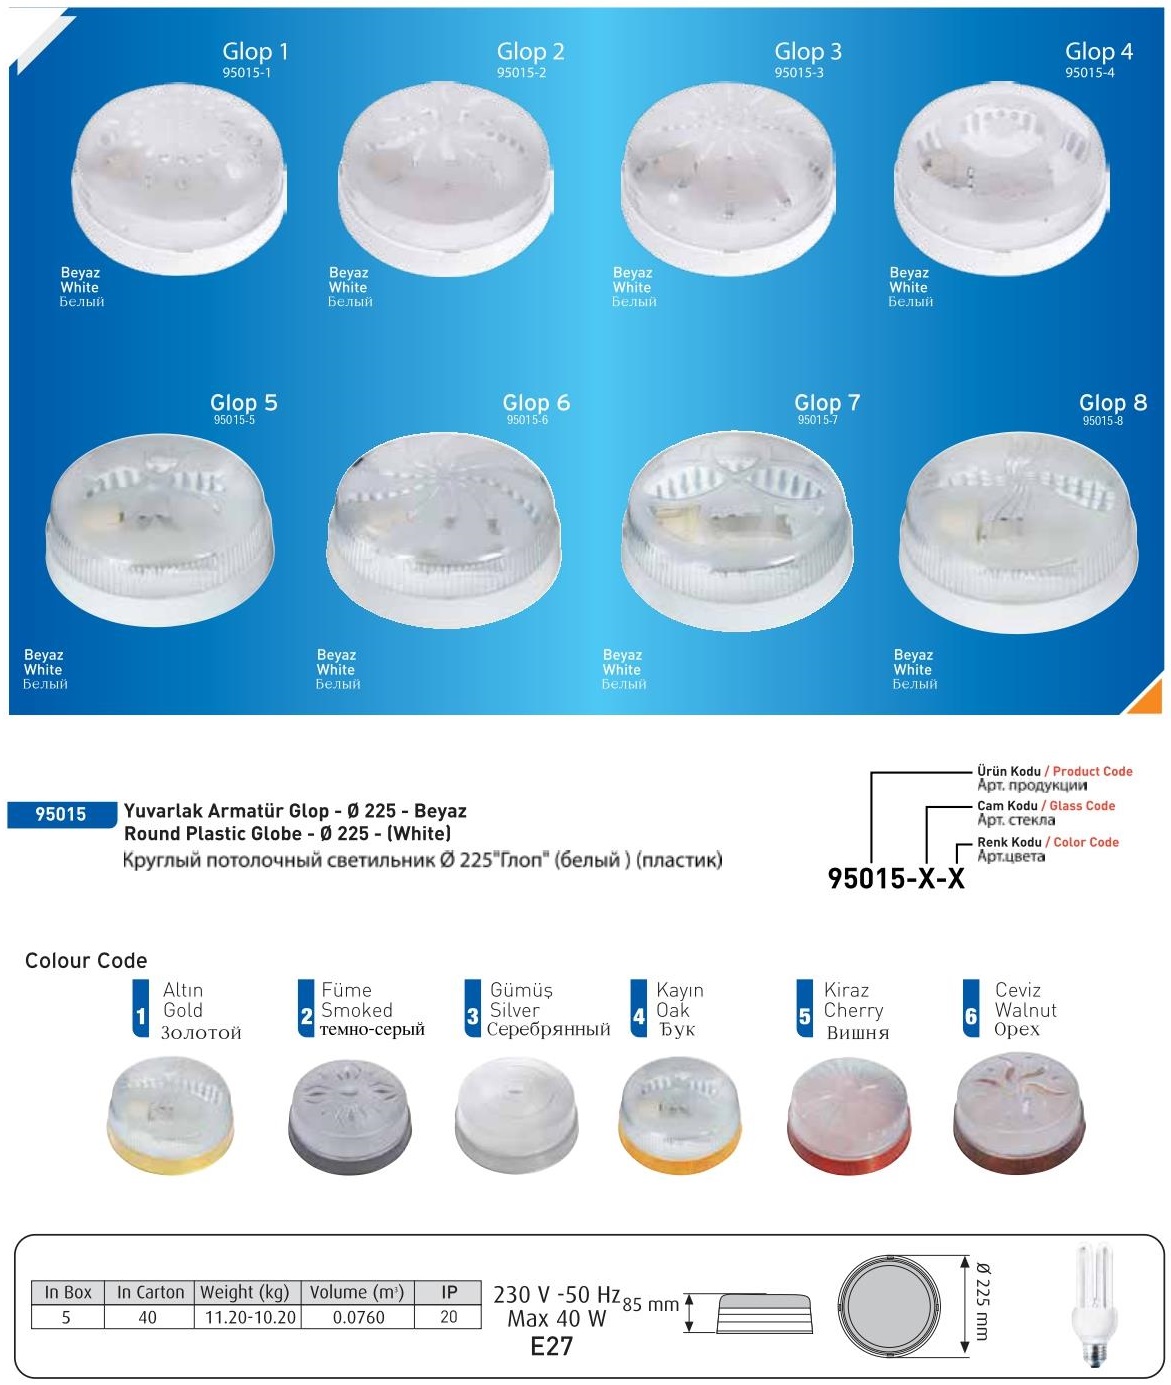 Glop 1
95015-1
Glop 2
95015-2
Glop 3
95015-3
Glop 4
95015-4
Beyaz
White
Белый
Beyaz
White
Белый
Beyaz
White
Белый
Beyaz
White
Белый
Glop 5
95015-5
Glop 6
95015-6
Glop 7
95015-7
Glop 8
95015-8
Beyaz
White
Белый
Beyaz
White
Белый
Beyaz
White
Белый
Beyaz
White
Белый
95015
Yuvarlak Armatür Glop - Ø 225 - Beyaz
Round Plastic Globe - Ø 225 - (White)
Круглый потолочный светильник Ø 225"Глоп" (белый ) (пластик)
Ürün Kodu / Product Code
Арт. продукции
Cam Kodu / Glass Code
Арт. стекла
Renk Kodu / Color Code
Арт.цвета
95015-X-X
Colour Code
1
Altın
Gold
Золотой
2
Füme
Smoked
темно-серый
3
Gümüş
Silver
Серебрянный
4
Kayın
Oak
Ђук
5
Kiraz
Cherry
Вишня
6
Ceviz
Walnut
Орех
In Box In Carton Weight (kg) Volume (m³) IP
5 40 11.20-10.20 0.0760 20
230 V -50 Hz
Max 40 W
E27
85 mm
Ø 225 mm